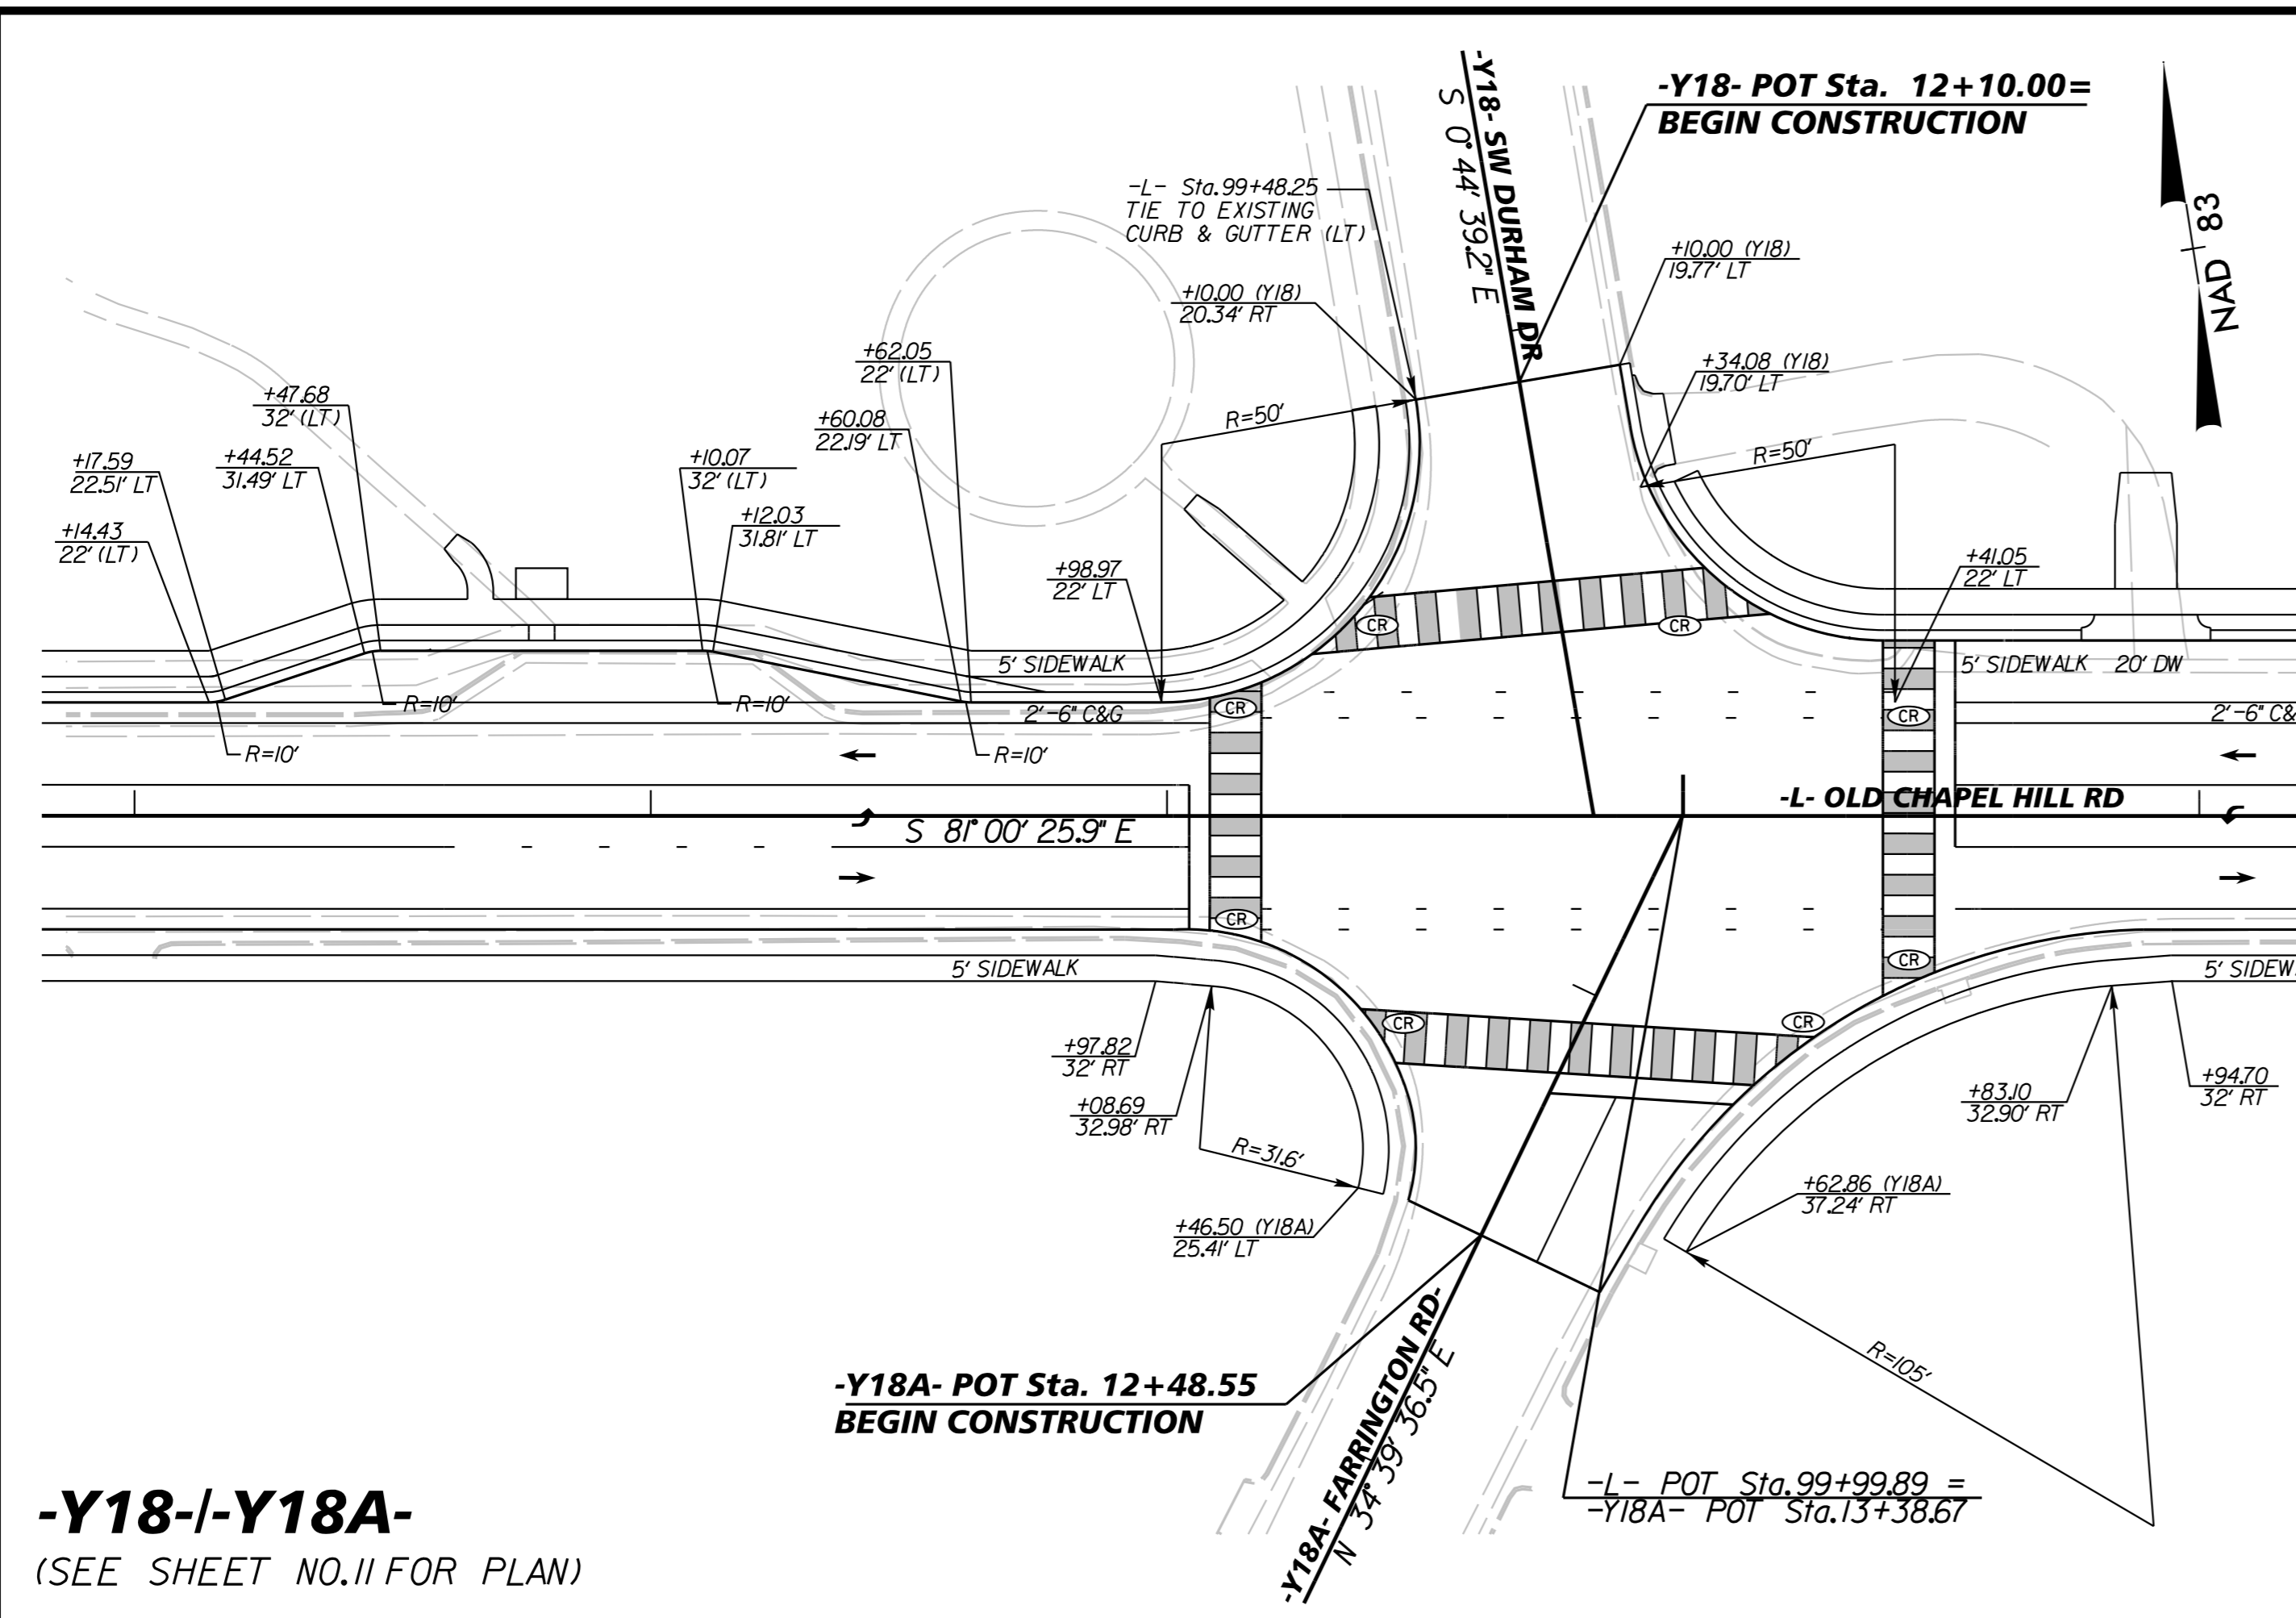 -Y18- POT Sta. 12+10.00=
BEGIN CONSTRUCTION
-Y18- SW DURHAM DR
S 0° 44' 39.2" E
NAD 83
-L- Sta.99+48.25
TIE TO EXISTING
CURB & GUTTER (LT)
+10.00 (Y18)
19.77' LT
+10.00 (Y18)
20.34' RT
+34.08 (Y18)
19.70' LT
+62.05
22' (LT)
+47.68
32' (LT)
+60.08
22.19' LT
R=50'
R=50'
+17.59
22.51' LT
+44.52
31.49' LT
+10.07
32' (LT)
+12.03
31.81' LT
+14.43
22' (LT)
+98.97
22' LT
+41.05
22' LT
CR
CR
5' SIDEWALK
5' SIDEWALK
20' DW
R=10'
R=10'
2'-6" C&G
CR
CR
2'-6" C&
R=10'
R=10'
-L- OLD CHAPEL HILL RD
S 81° 00' 25.9" E
CR
CR
5' SIDEWALK
5' SIDEW
CR
CR
+97.82
32' RT
+08.69
32.98' RT
+83.10
32.90' RT
+94.70
32' RT
R=31.6'
+62.86 (Y18A)
37.24' RT
+46.50 (Y18A)
25.41' LT
R=105'
-Y18A- POT Sta. 12+48.55
BEGIN CONSTRUCTION
-Y18A- FARRINGTON RD-
N 34° 39' 36.5" E
-L- POT Sta.99+99.89 =
-Y18A- POT Sta.13+38.67
-Y18-/-Y18A-
(SEE SHEET NO.11 FOR PLAN)